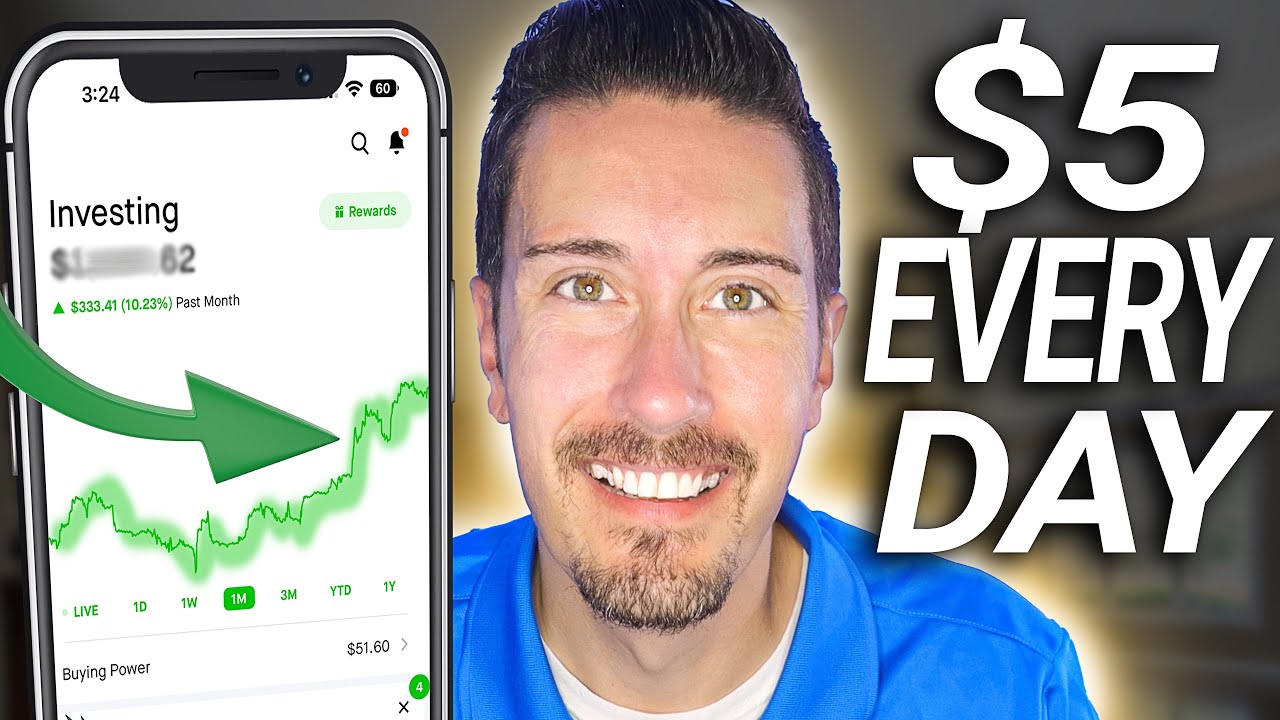 3:24
60
Investing
Rewards
$333.41 (10.23%) Past Month
LIVE 1D 1W 1M 3M YTD 1Y
Buying Power $51.60
4
$5
EVERY
DAY